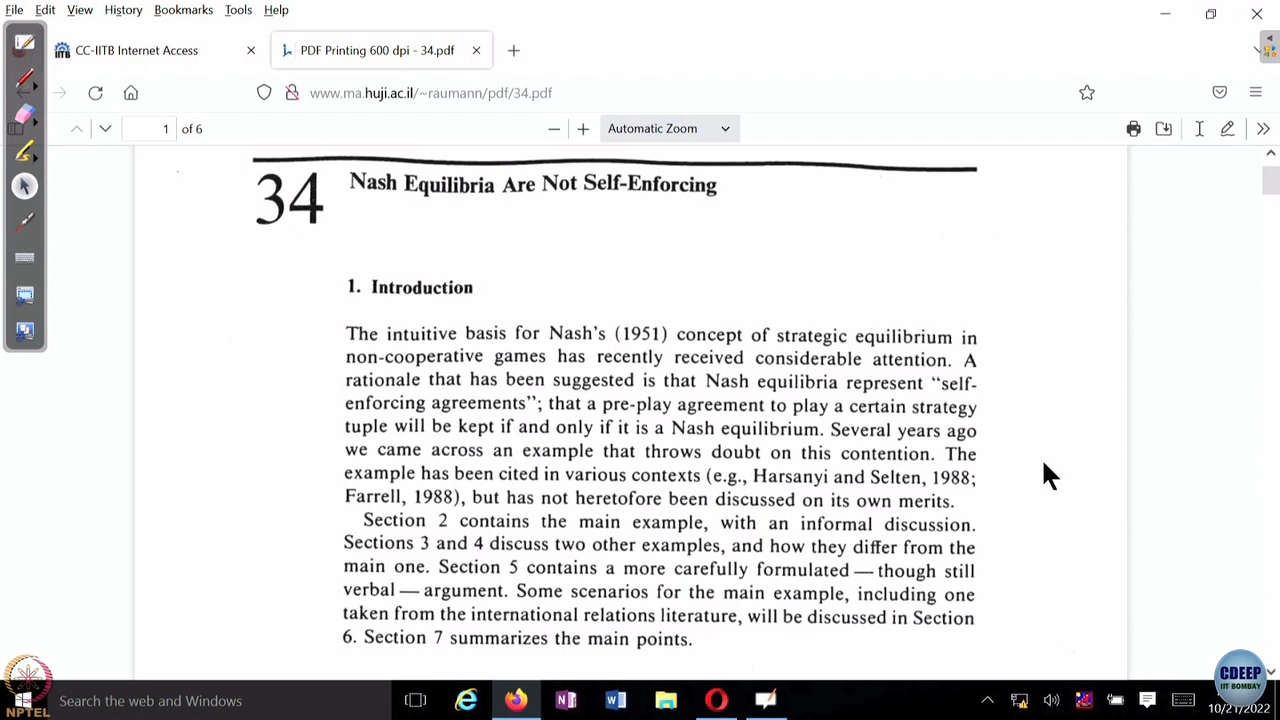 File Edit View History Bookmarks Tools Help
CC-IITB Internet Access
PDF Printing 600 dpi - 34.pdf
www.ma.huji.ac.il/~raumann/pdf/34.pdf
1 of 6
Automatic Zoom
34 Nash Equilibria Are Not Self-Enforcing
1. Introduction
The intuitive basis for Nash's (1951) concept of strategic equilibrium in
non-cooperative games has recently received considerable attention. A
rationale that has been suggested is that Nash equilibria represent “self-
enforcing agreements”; that a pre-play agreement to play a certain strategy
tuple will be kept if and only if it is a Nash equilibrium. Several years ago
we came across an example that throws doubt on this contention. The
example has been cited in various contexts (e.g., Harsanyi and Selten, 1988;
Farrell, 1988), but has not heretofore been discussed on its own merits.
Section 2 contains the main example, with an informal discussion.
Sections 3 and 4 discuss two other examples, and how they differ from the
main one. Section 5 contains a more carefully formulated — though still
verbal — argument. Some scenarios for the main example, including one
taken from the international relations literature, will be discussed in Section
6. Section 7 summarizes the main points.
CDEEP
IIT BOMBAY
NPTEL
Search the web and Windows
10/21/2022